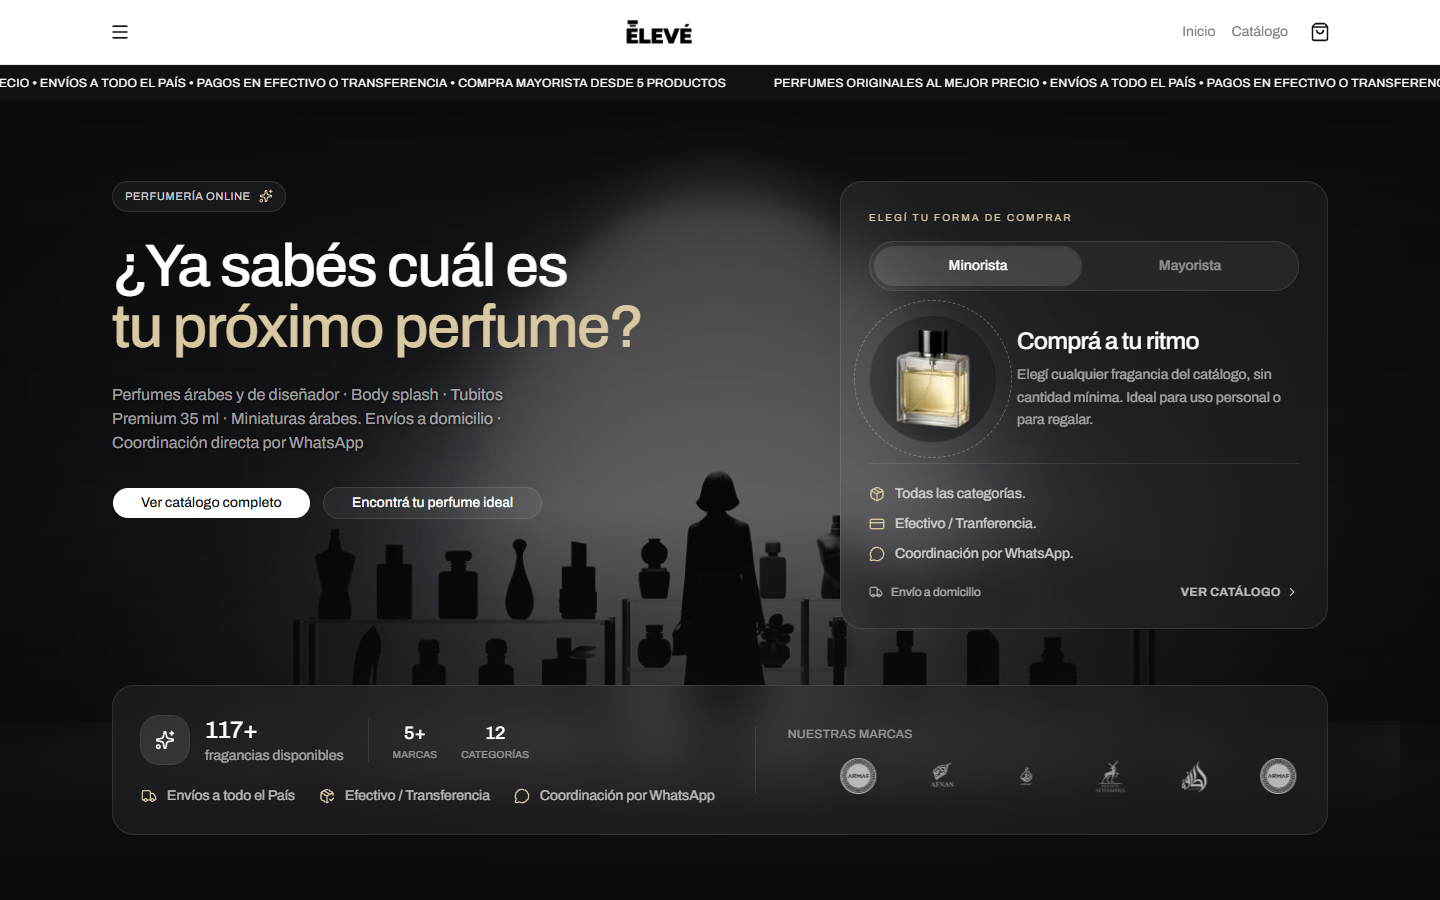 ĒLEVÉ
Inicio
Catálogo
ECIO • ENVÍOS A TODO EL PAÍS • PAGOS EN EFECTIVO O TRANSFERENCIA • COMPRA MAYORISTA DESDE 5 PRODUCTOS
PERFUMES ORIGINALES AL MEJOR PRECIO • ENVÍOS A TODO EL PAÍS • PAGOS EN EFECTIVO O TRANSFERENC
PERFUMERÍA ONLINE
¿Ya sabés cuál es
tu próximo perfume?
Perfumes árabes y de diseñador · Body splash · Tubitos
Premium 35 ml · Miniaturas árabes. Envíos a domicilio ·
Coordinación directa por WhatsApp
Ver catálogo completo
Encontrá tu perfume ideal
ELEGÍ TU FORMA DE COMPRAR
Minorista
Mayorista
Comprá a tu ritmo
Elegí cualquier fragancia del catálogo, sin
cantidad mínima. Ideal para uso personal o
para regalar.
Todas las categorías.
Efectivo / Tranferencia.
Coordinación por WhatsApp.
Envío a domicilio
VER CATÁLOGO
117+
fragancias disponibles
5+
MARCAS
12
CATEGORÍAS
Envíos a todo el País
Efectivo / Transferencia
Coordinación por WhatsApp
NUESTRAS MARCAS
ARMAF
AFNAN
ARMAF